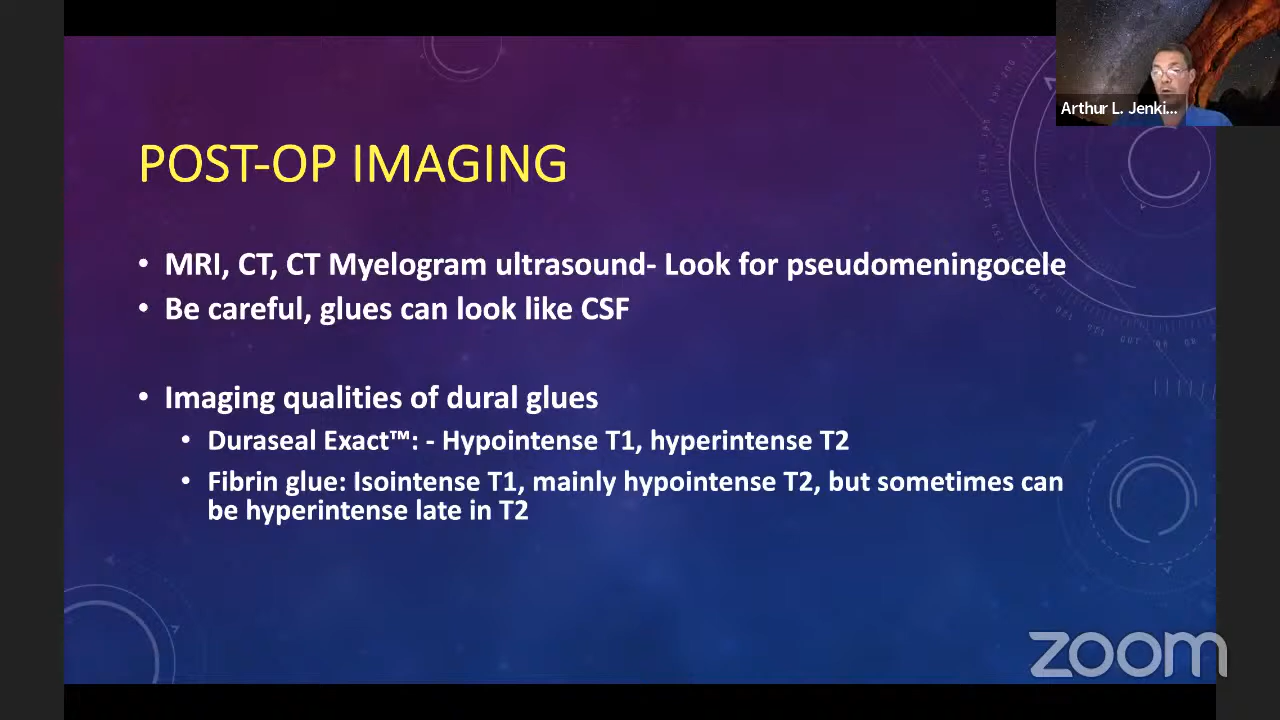 Arthur L. Jenki...
POST-OP IMAGING
• MRI, CT, CT Myelogram ultrasound- Look for pseudomeningocele
• Be careful, glues can look like CSF
• Imaging qualities of dural glues
• Duraseal Exact™: - Hypointense T1, hyperintense T2
• Fibrin glue: Isointense T1, mainly hypointense T2, but sometimes can
be hyperintense late in T2
zoom